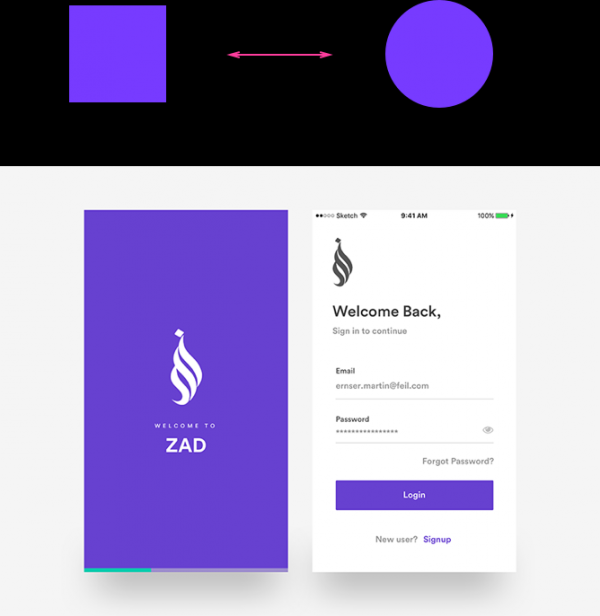 WELCOME TO
ZAD
Sketch 9:41 AM 100%
Welcome Back,
Sign in to continue
Email
ernser.martin@feil.com
Password
****************
Forgot Password?
Login
New user? Signup